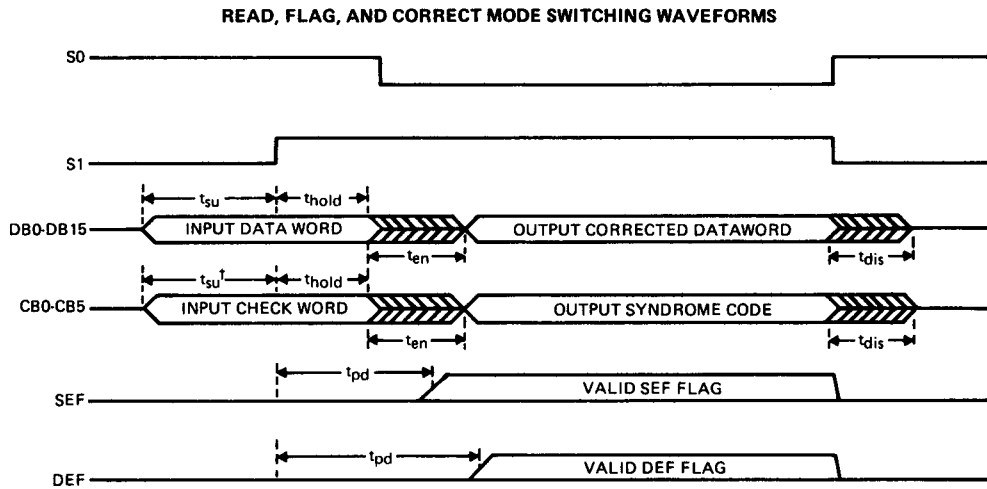 READ, FLAG, AND CORRECT MODE SWITCHING WAVEFORMS
S0
S1
tsu thold
DB0-DB15 INPUT DATA WORD OUTPUT CORRECTED DATAWORD
ten tdis
tsu† thold
CB0-CB5 INPUT CHECK WORD OUTPUT SYNDROME CODE
ten tdis
tpd
SEF VALID SEF FLAG
tpd
DEF VALID DEF FLAG